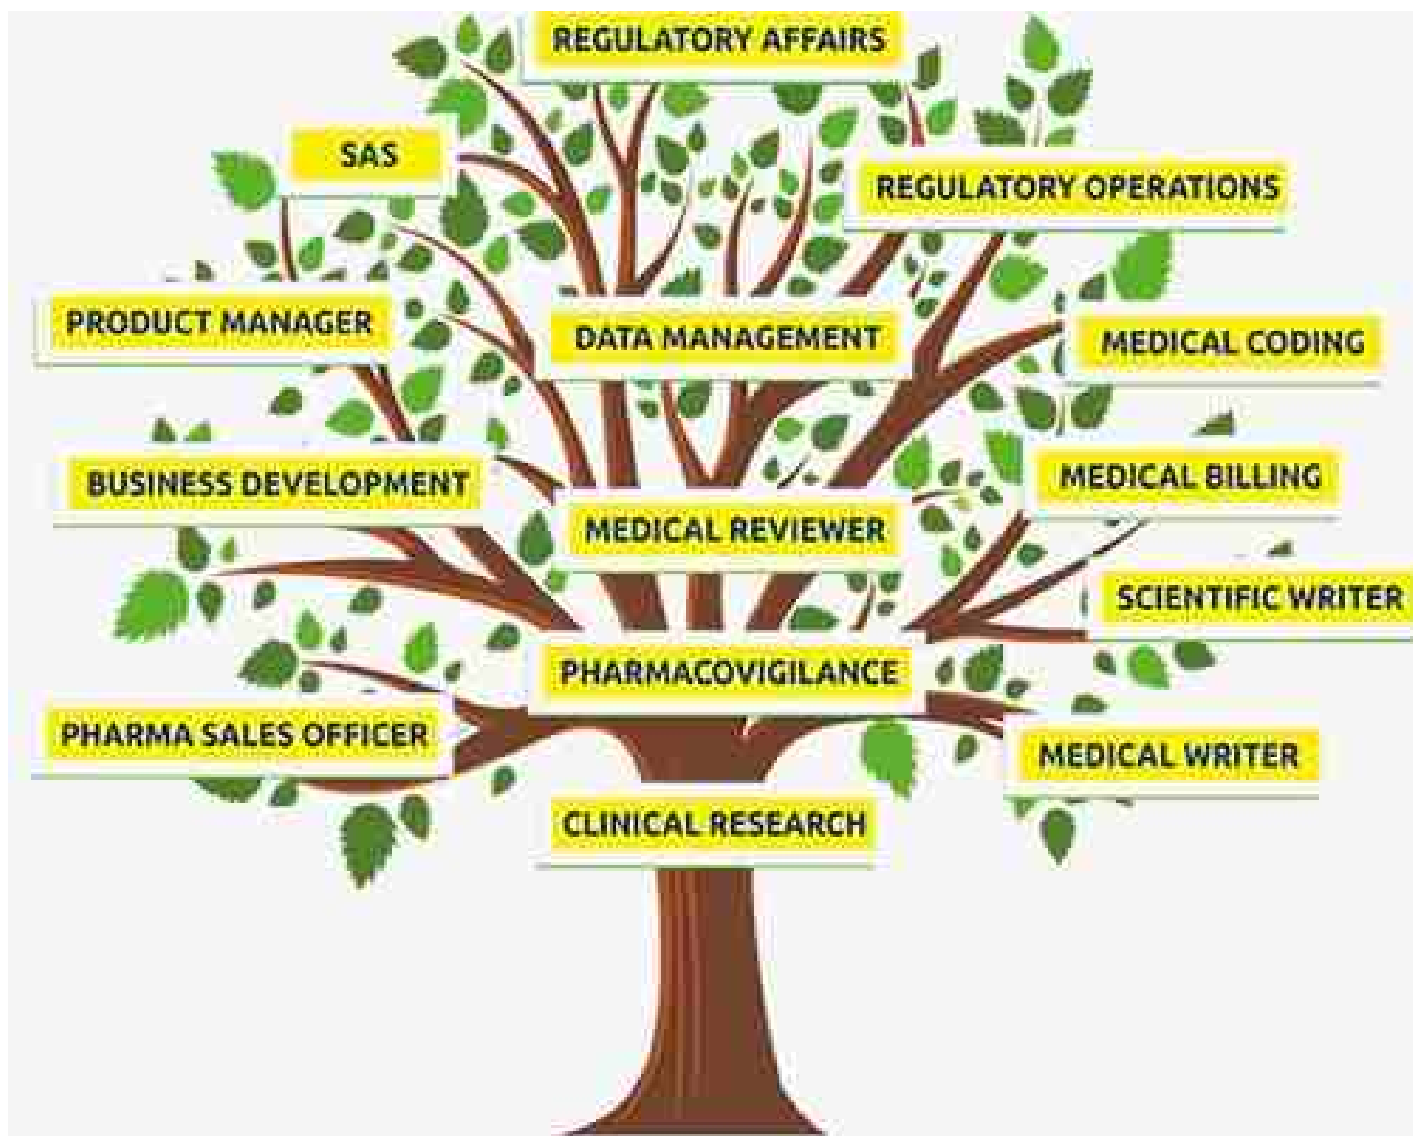 REGULATORY AFFAIRS
SAS
REGULATORY OPERATIONS
PRODUCT MANAGER
DATA MANAGEMENT
MEDICAL CODING
BUSINESS DEVELOPMENT
MEDICAL BILLING
MEDICAL REVIEWER
SCIENTIFIC WRITER
PHARMACOVIGILANCE
PHARMA SALES OFFICER
MEDICAL WRITER
CLINICAL RESEARCH